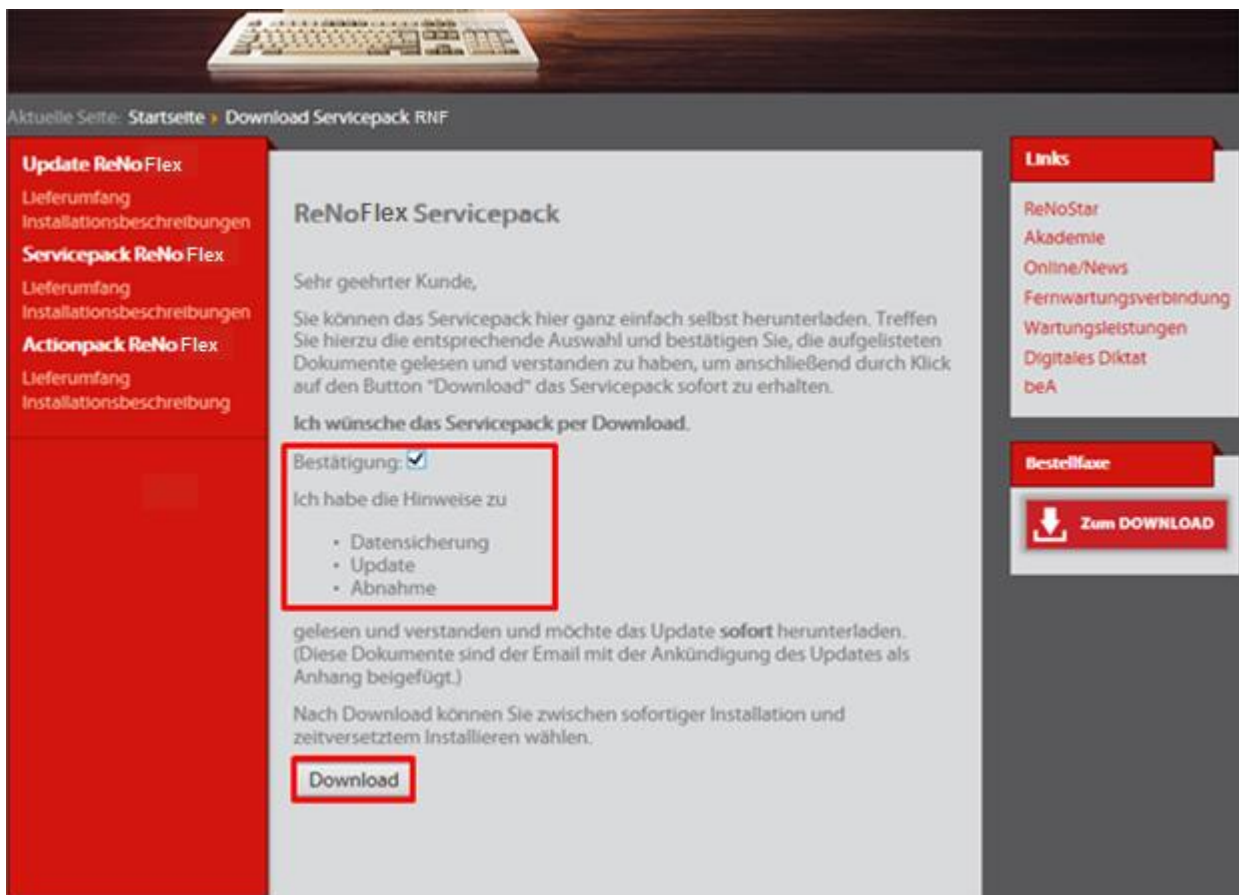 Aktuelle Seite: Startseite Download Servicepack RNF
Update ReNoFlex
Lieferumfang
Installationsbeschreibungen
Servicepack ReNoFlex
Lieferumfang
Installationsbeschreibungen
Actionpack ReNoFlex
Lieferumfang
Installationsbeschreibung
ReNoFlex Servicepack
Sehr geehrter Kunde,
Sie können das Servicepack hier ganz einfach selbst herunterladen. Treffen
Sie hierzu die entsprechende Auswahl und bestätigen Sie, die aufgelisteten
Dokumente gelesen und verstanden zu haben, um anschließend durch Klick
auf den Button "Download" das Servicepack sofort zu erhalten.
Ich wünsche das Servicepack per Download.
Bestätigung:
Ich habe die Hinweise zu
• Datensicherung
• Update
• Abnahme
gelesen und verstanden und möchte das Update sofort herunterladen.
(Diese Dokumente sind der Email mit der Ankündigung des Updates als
Anhang beigefügt.)
Nach Download können Sie zwischen sofortiger Installation und
zeitversetztem Installieren wählen.
Download
Links
ReNoStar
Akademie
Online/News
Fernwartungsverbindung
Wartungsleistungen
Digitales Diktat
beA
Bestellfaxe
Zum DOWNLOAD